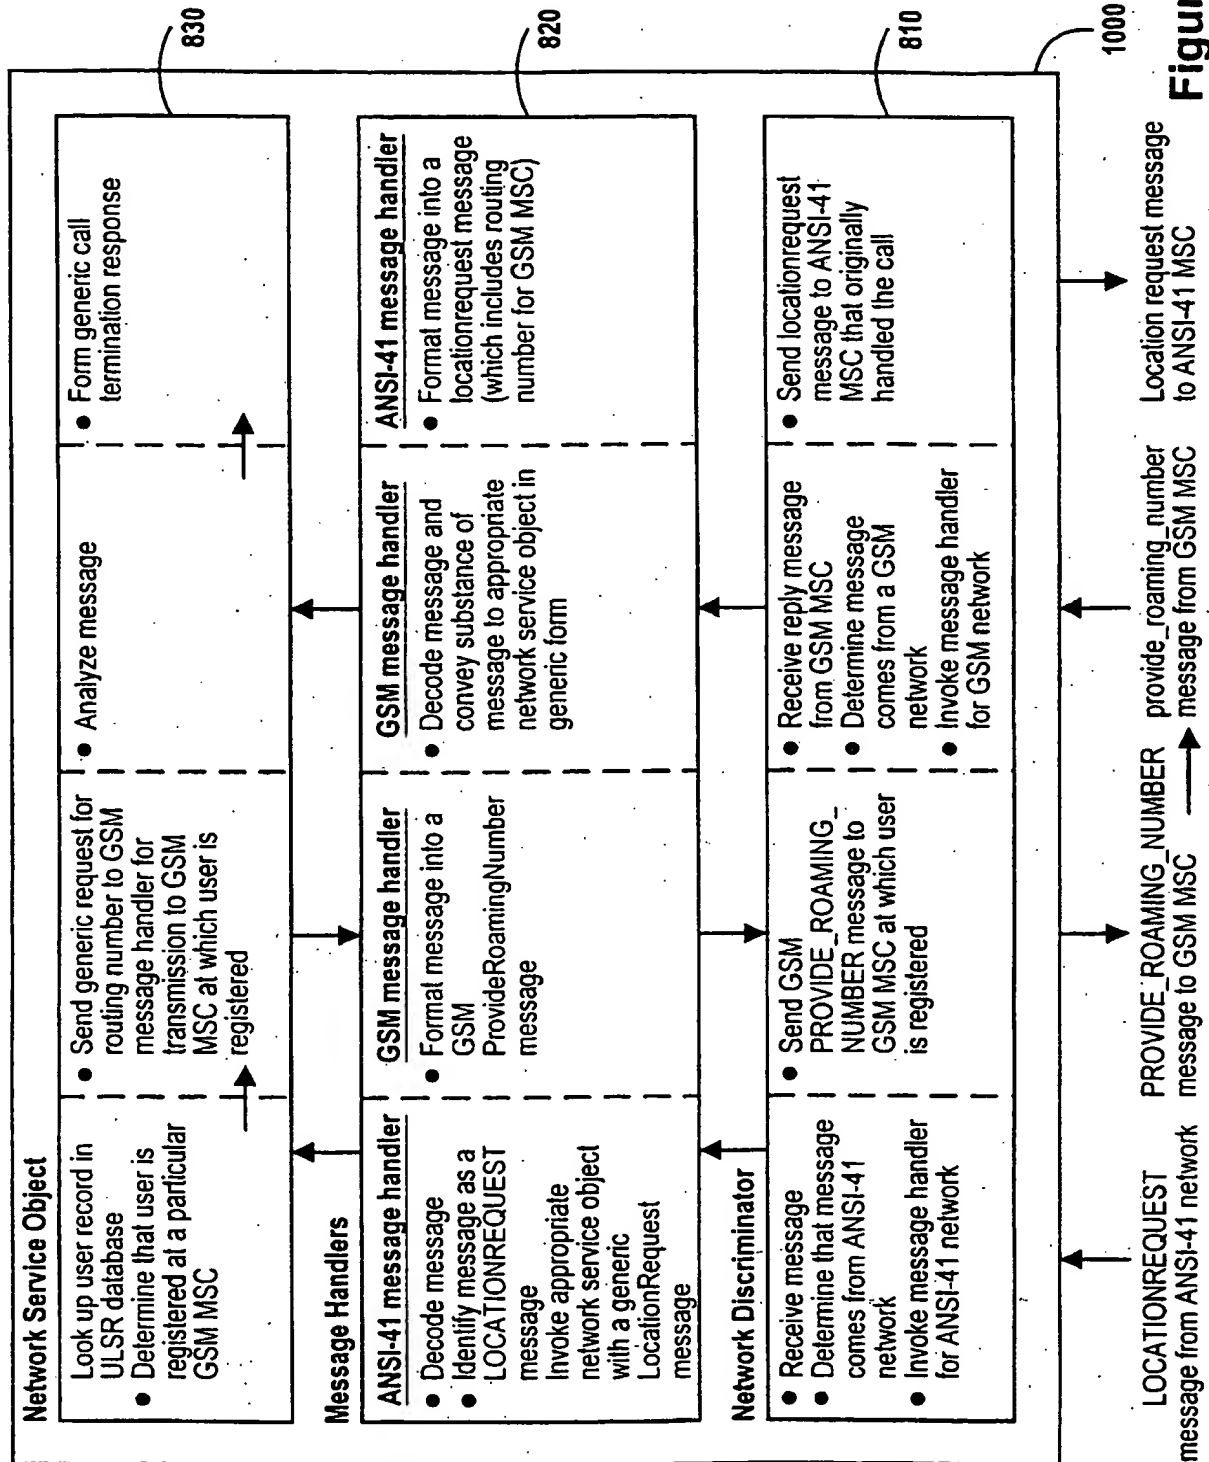 Network Service Object
Look up user record in
ULSR database
● Determine that user is
registered at a particular
GSM MSC
● Send generic request for
routing number to GSM
message handler for
transmission to GSM
MSC at which user is
registered
● Analyze message
● Form generic call
termination response
830
Message Handlers
ANSI-41 message handler
● Decode message
● Identify message as a
LOCATIONREQUEST
message
Invoke appropriate
network service object
with a generic
LocationRequest
message
GSM message handler
● Format message into a
GSM
ProvideRoamingNumber
message
GSM message handler
● Decode message and
convey substance of
message to appropriate
network service object in
generic form
ANSI-41 message handler
● Format message into a
locationrequest message
(which includes routing
number for GSM MSC)
820
Network Discriminator
● Receive message
● Determine that message
comes from ANSI-41
network
● Invoke message handler
for ANSI-41 network
● Send GSM
PROVIDE_ROAMING_
NUMBER message to
GSM MSC at which user
is registered
● Receive reply message
from GSM MSC
● Determine message
comes from a GSM
network
● Invoke message handler
for GSM network
● Send locationrequest
message to ANSI-41
MSC that originally
handled the call
810
1000
LOCATIONREQUEST
message from ANSI-41 network
PROVIDE_ROAMING_NUMBER
message to GSM MSC
provide_roaming_number
message from GSM MSC
Location request message
to ANSI-41 MSC